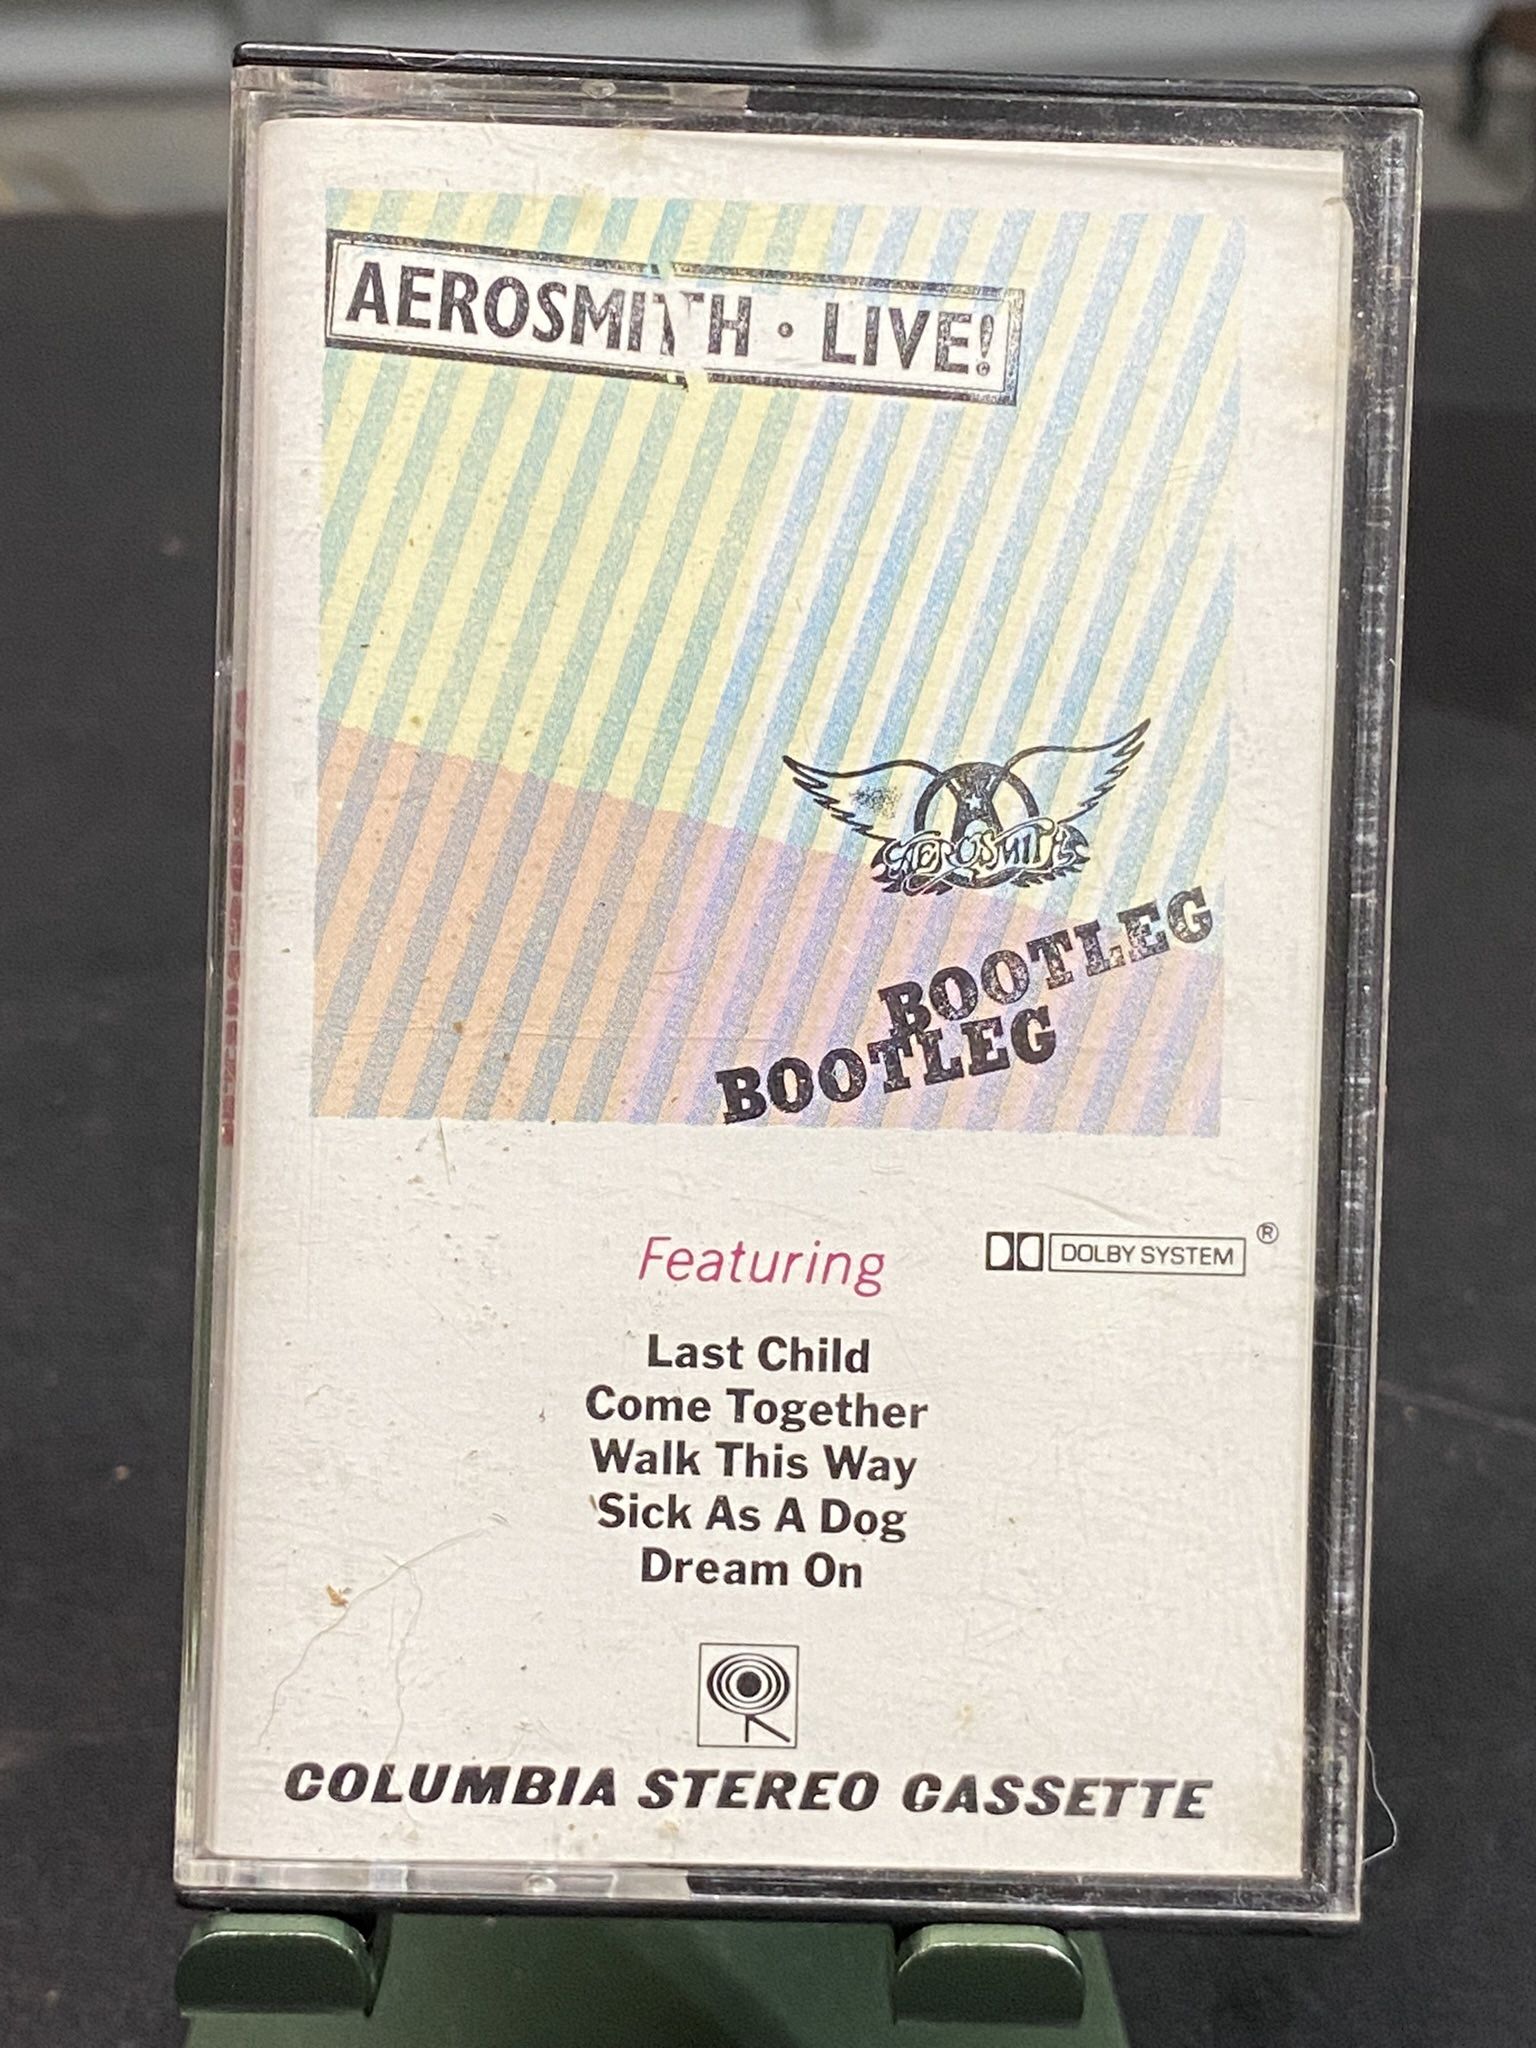 AEROSMITH • LIVE!
AEROSMITH
BOOTLEG
BOOTLEG
Featuring
DOLBY SYSTEM ®
Last Child
Come Together
Walk This Way
Sick As A Dog
Dream On
COLUMBIA STEREO CASSETTE